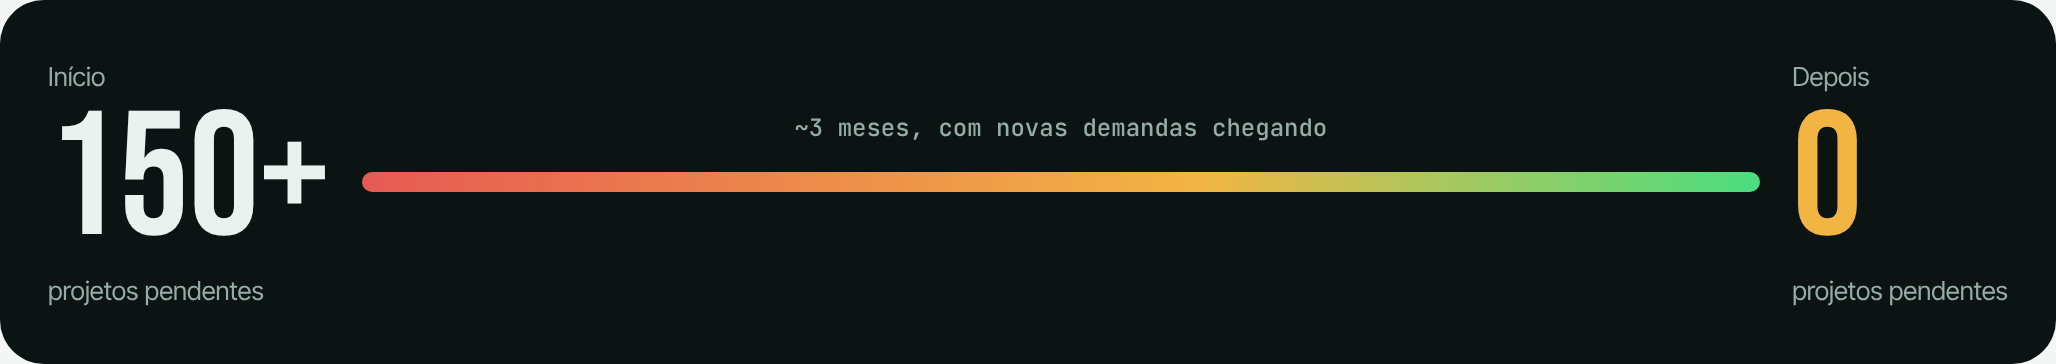 Início
150+
projetos pendentes
~3 meses, com novas demandas chegando
Depois
0
projetos pendentes